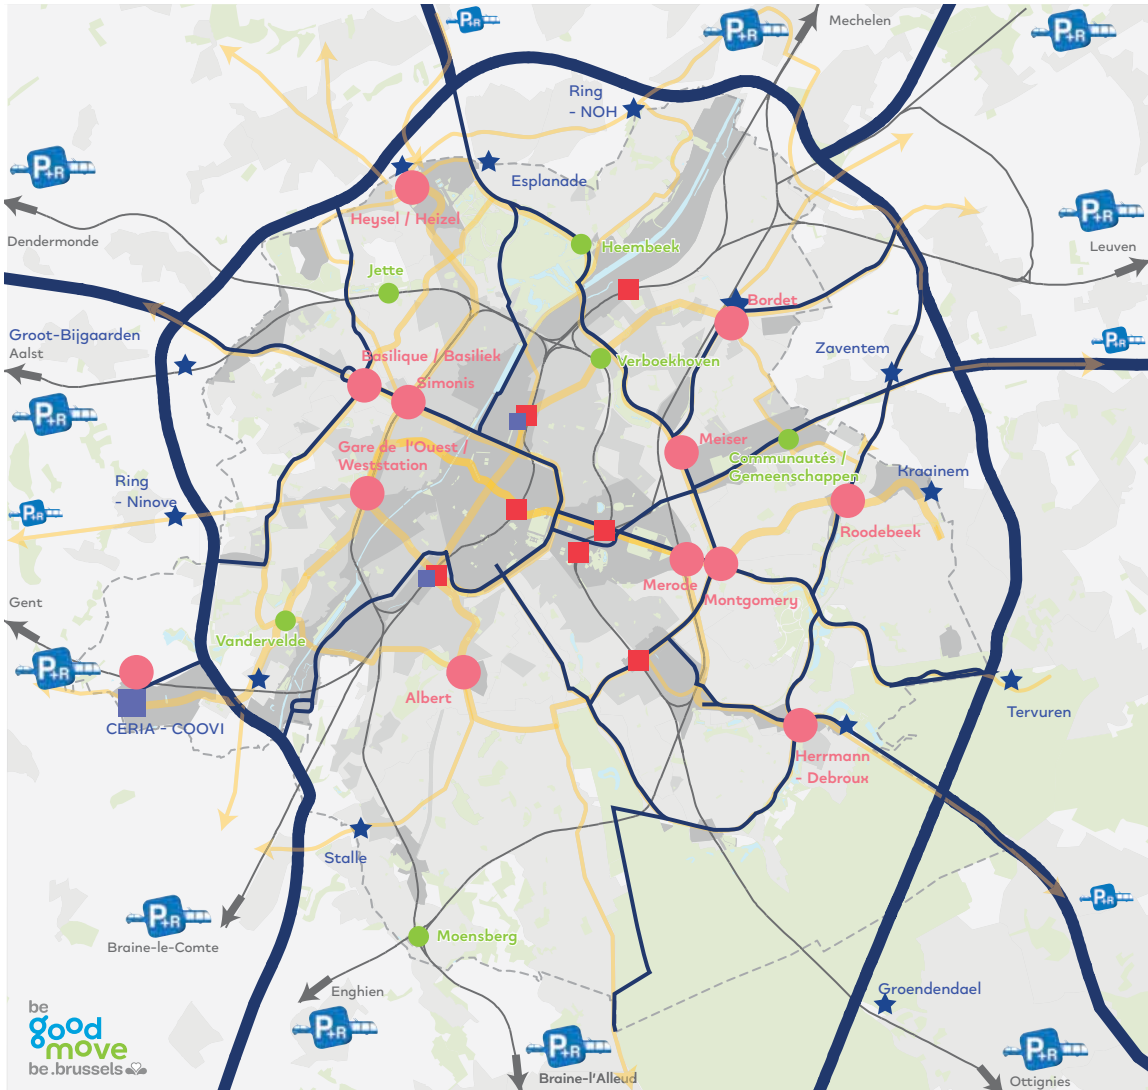 P+R
P+R
Mechelen
P+R
Ring
- NOH
P+R
Esplanade
P+R
Heysel / Heizel
Dendermonde
Heembeek
Leuven
Jette
Bordet
Groot-Bijgaarden
Aalst
Basilique / Basiliek
Simonis
Verboekhoven
Zaventem
P+R
P+R
Gare de l'Ouest /
Weststation
Meiser
Communautés /
Gemeenschappen
Kraainem
Ring
- Ninove
P+R
Roodebeek
Merode
Montgomery
Gent
Vandervelde
P+R
Albert
CERIA - COOVI
Tervuren
Herrmann
- Debroux
Stalle
P+R
P+R
Braine-le-Comte
Moensberg
Enghien
P+R
Groendendael
be
good
move
be.brussels
P+R
Braine-l'Alleud
P+R
Ottignies